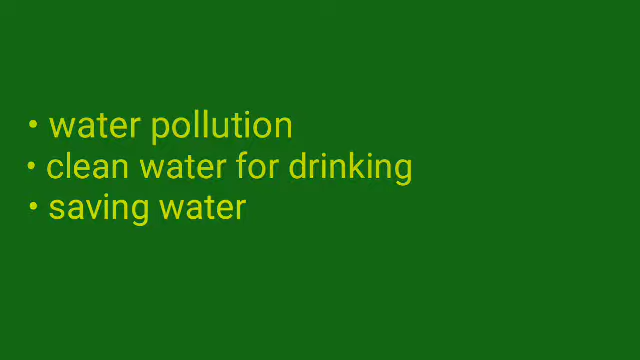 • water pollution
• clean water for drinking
• saving water